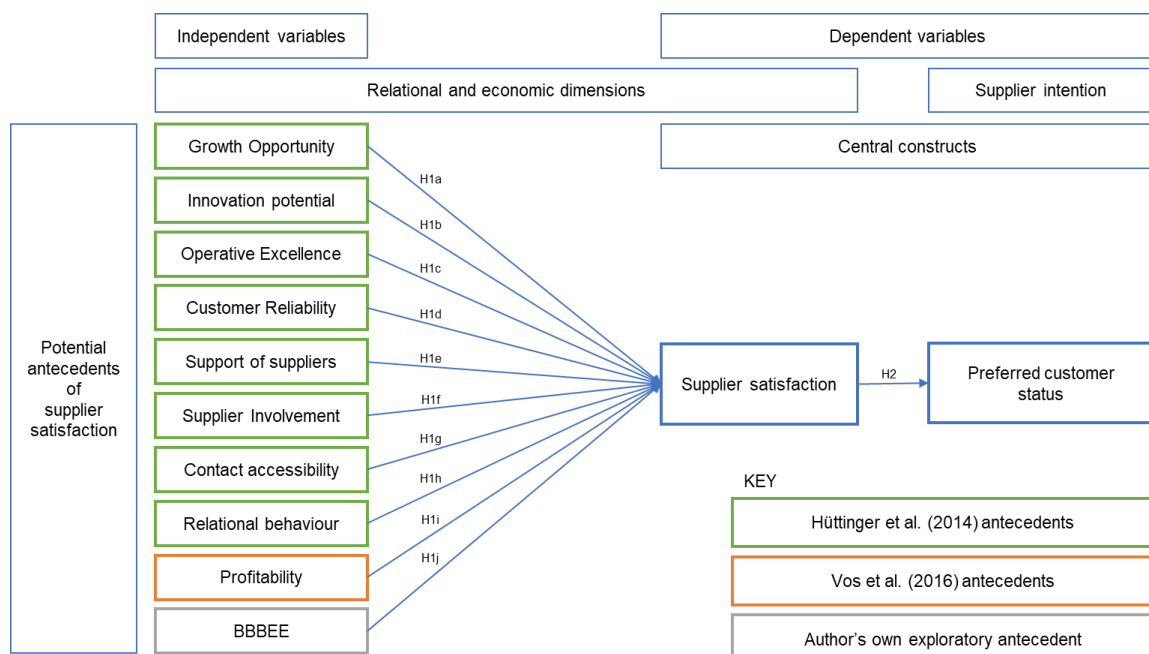 Independent variables
Dependent variables
Relational and economic dimensions
Supplier intention
Central constructs
Potential
antecedents
of
supplier
satisfaction
Growth Opportunity
Innovation potential
Operative Excellence
Customer Reliability
Support of suppliers
Supplier Involvement
Contact accessibility
Relational behaviour
Profitability
BBBEE
H1a
H1b
H1c
H1d
H1e
H1f
H1g
H1h
H1i
H1j
Supplier satisfaction
H2
Preferred customer
status
KEY
Hüttinger et al. (2014) antecedents
Vos et al. (2016) antecedents
Author's own exploratory antecedent